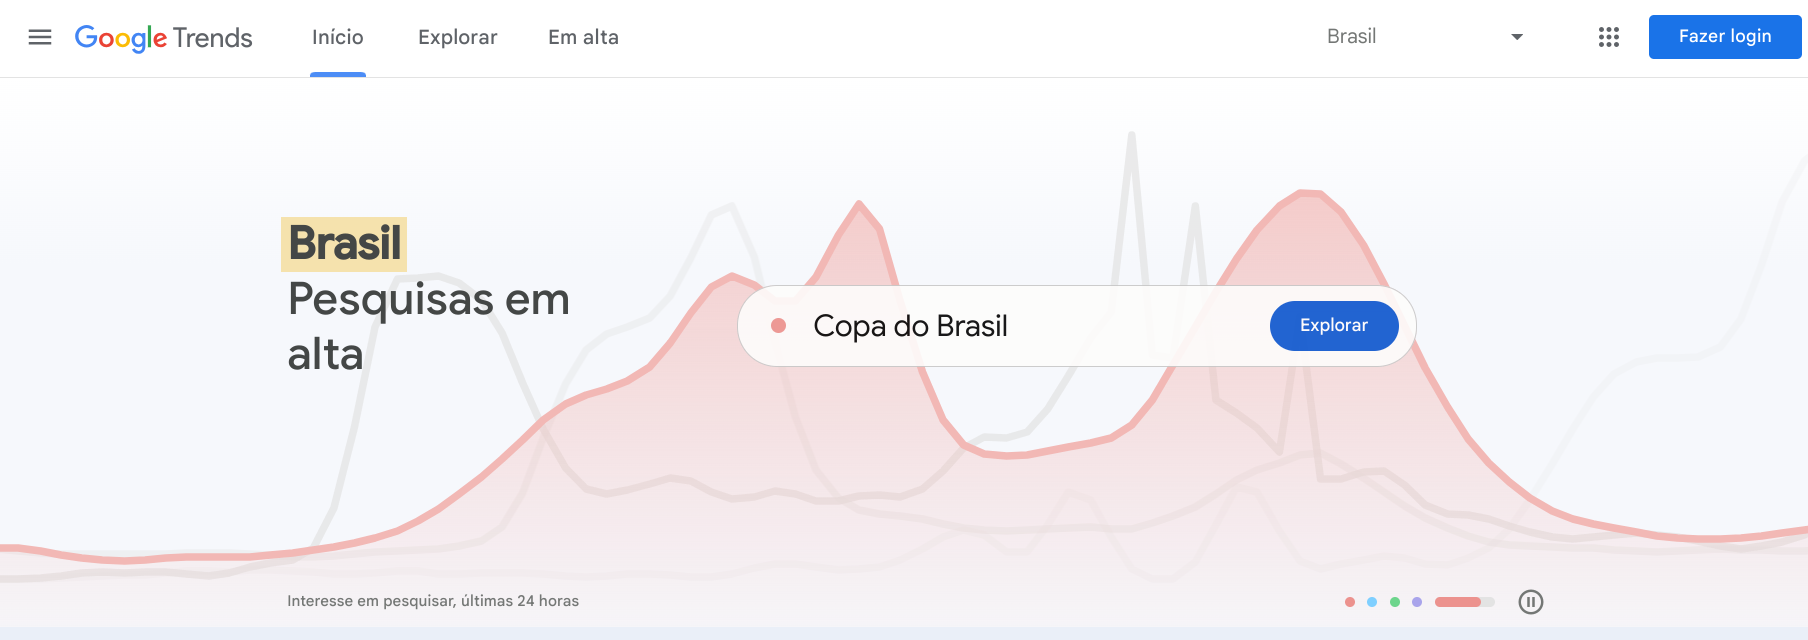 Google Trends
Início
Explorar
Em alta
Brasil
Fazer login
Brasil
Pesquisas em
alta
Copa do Brasil
Explorar
Interesse em pesquisar, últimas 24 horas